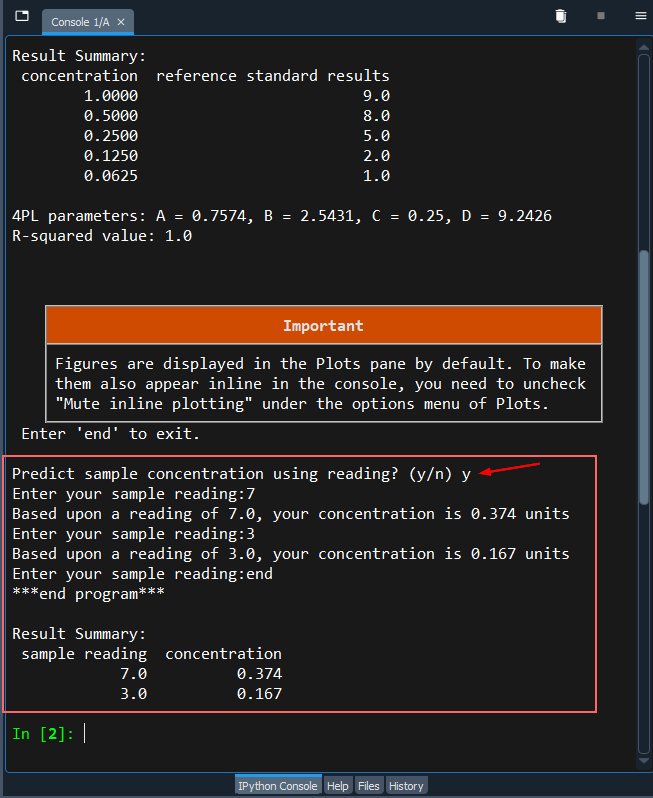 Console 1/A ×
Result Summary:
concentration  reference standard results
1.0000  9.0
0.5000  8.0
0.2500  5.0
0.1250  2.0
0.0625  1.0
4PL parameters: A = 0.7574, B = 2.5431, C = 0.25, D = 9.2426
R-squared value: 1.0
Important
Figures are displayed in the Plots pane by default. To make
them also appear inline in the console, you need to uncheck
"Mute inline plotting" under the options menu of Plots.
Enter 'end' to exit.
Predict sample concentration using reading? (y/n) y
Enter your sample reading:7
Based upon a reading of 7.0, your concentration is 0.374 units
Enter your sample reading:3
Based upon a reading of 3.0, your concentration is 0.167 units
Enter your sample reading:end
***end program***
Result Summary:
sample reading  concentration
7.0  0.374
3.0  0.167
In [2]:
IPython Console Help Files History